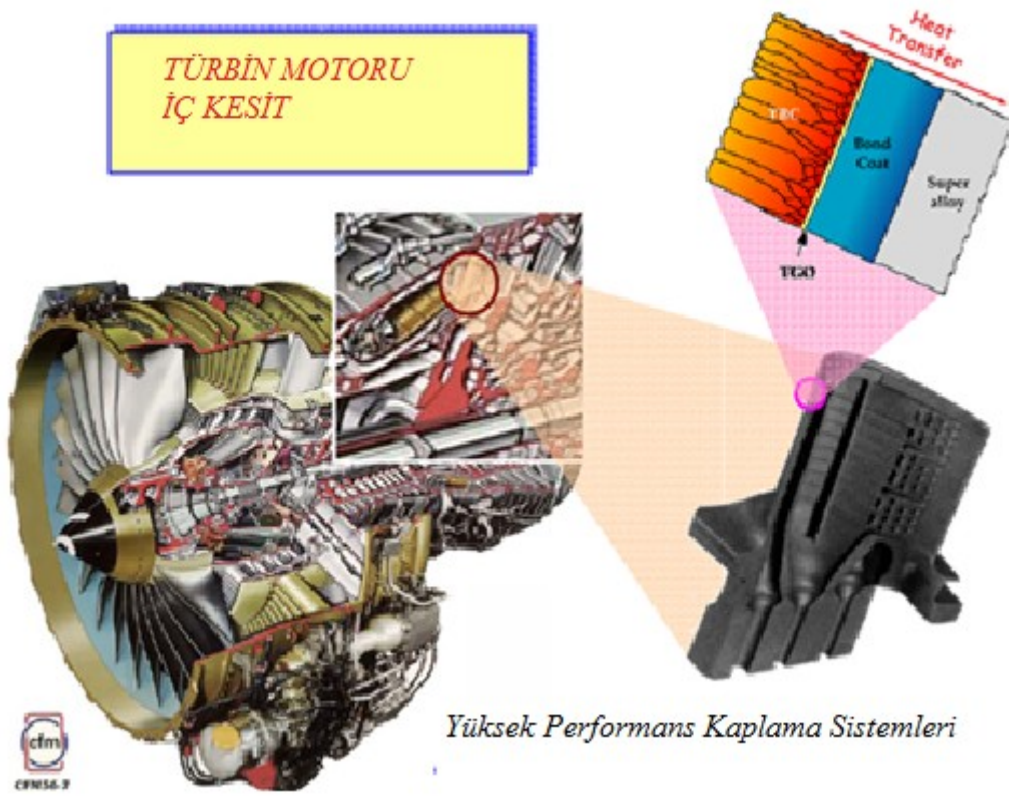 TÜRBİN MOTORU
İÇ KESİT
Heat
Transfer
TBC
Bond
Coat
Super
alloy
TGO
Yüksek Performans Kaplama Sistemleri
cfm
CFM56-7